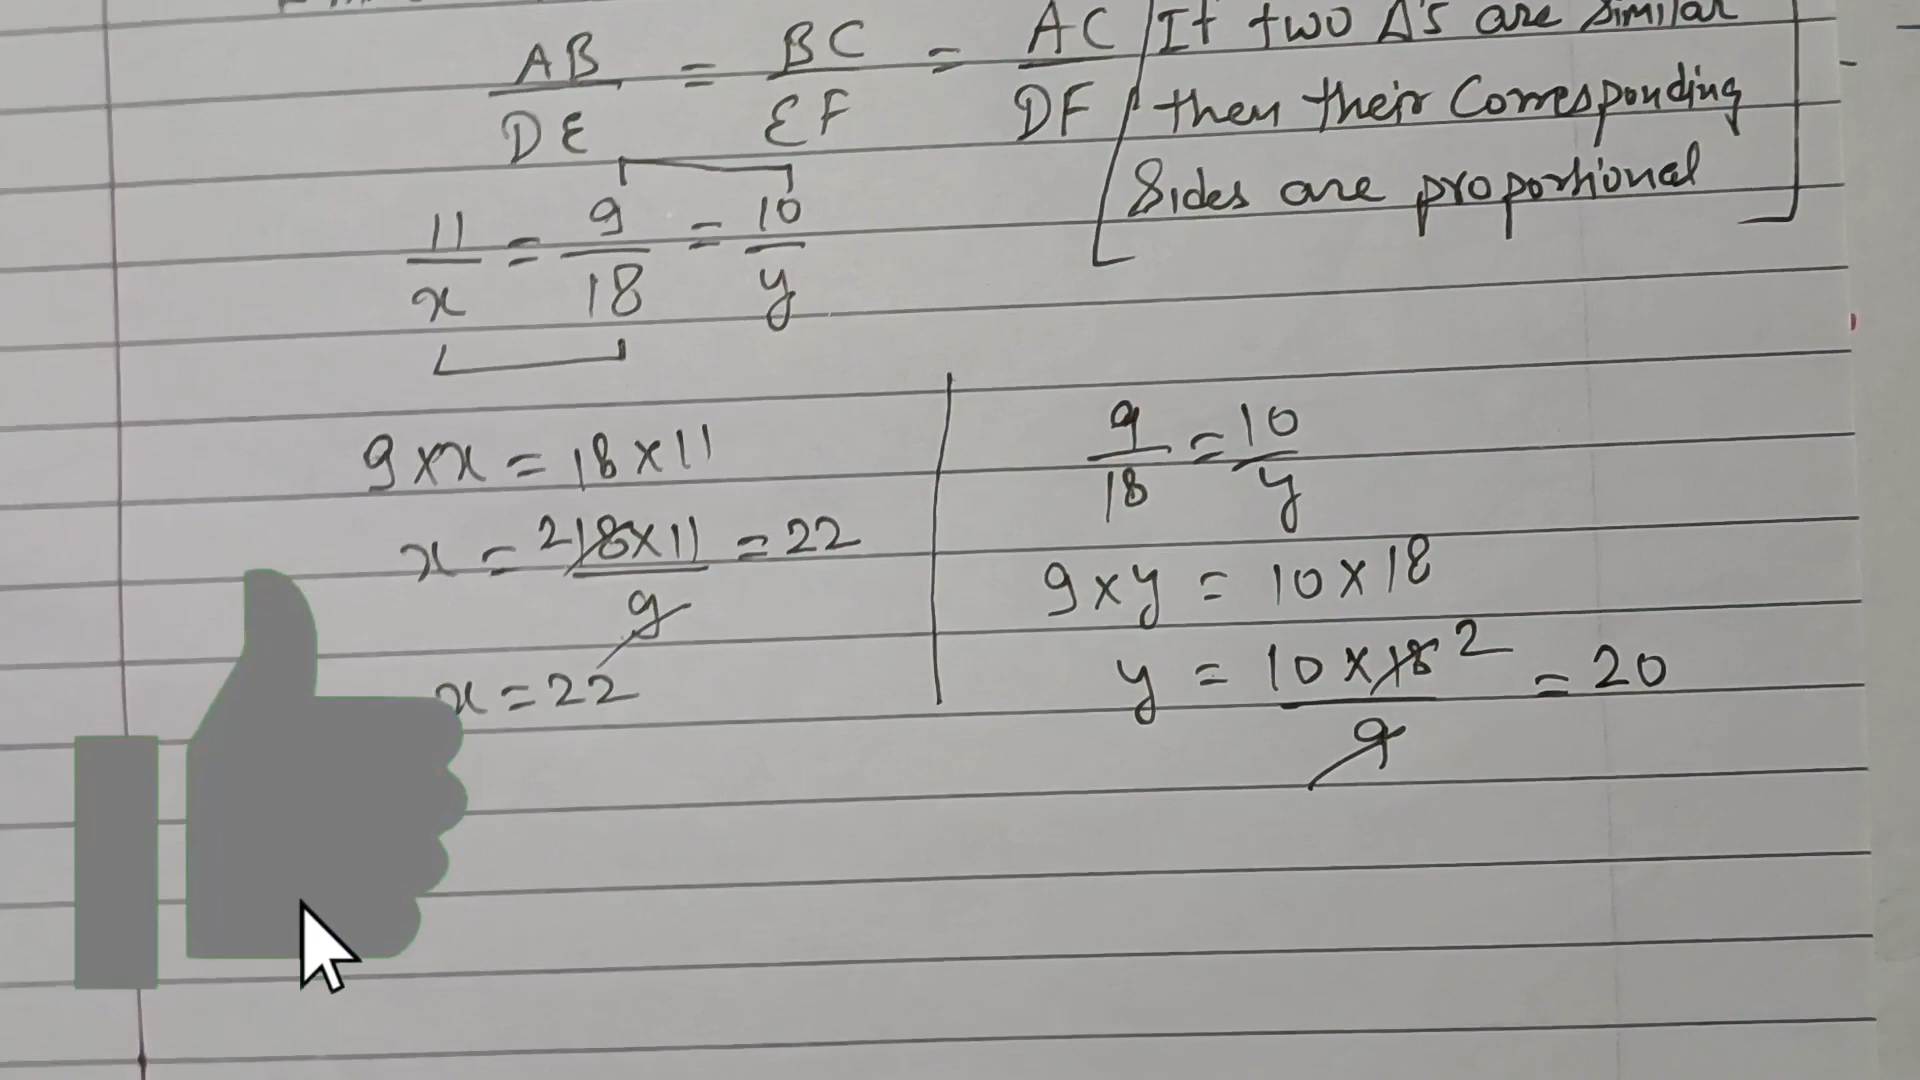 AB/DE = BC/EF = AC/DF [If two Δ's are similar
then their Corresponding
Sides are proportional]
11/x = 9/18 = 10/y
9 × x = 18 × 11
x = 2 18×11/9 = 22
x = 22
9/18 = 10/y
9 × y = 10 × 18
y = 10 × 18 2/9 = 20